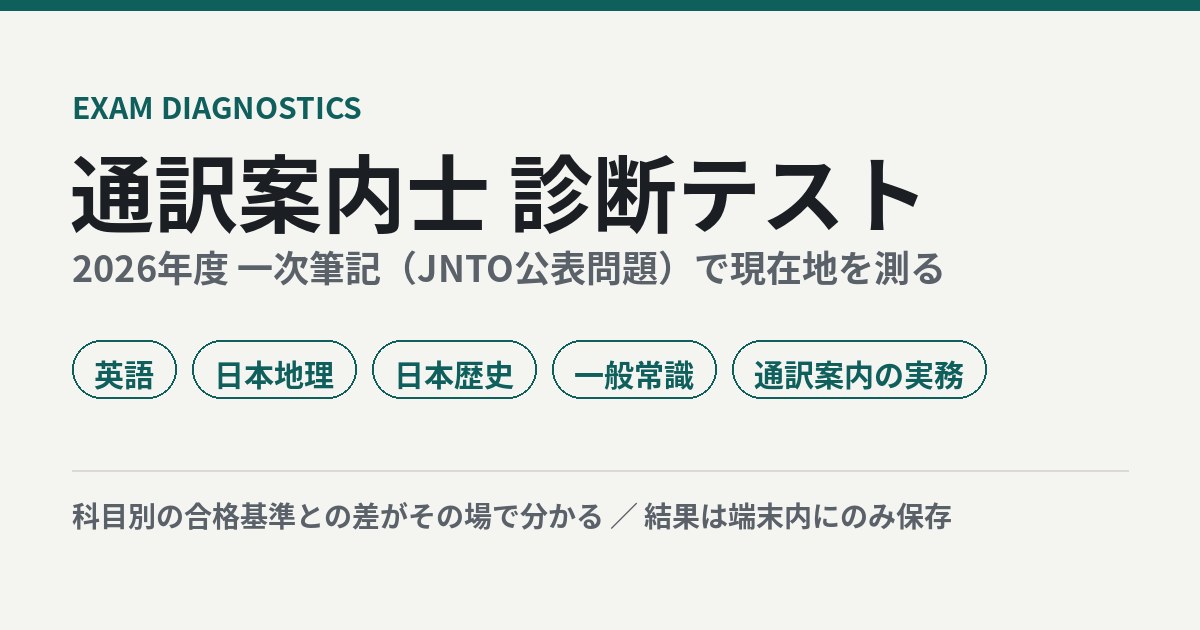 EXAM DIAGNOSTICS
通訳案内士 診断テスト
2026年度 一次筆記（JNTO公表問題）で現在地を測る
英語 日本地理 日本歴史 一般常識 通訳案内の実務
科目別の合格基準との差がその場で分かる ／ 結果は端末内にのみ保存